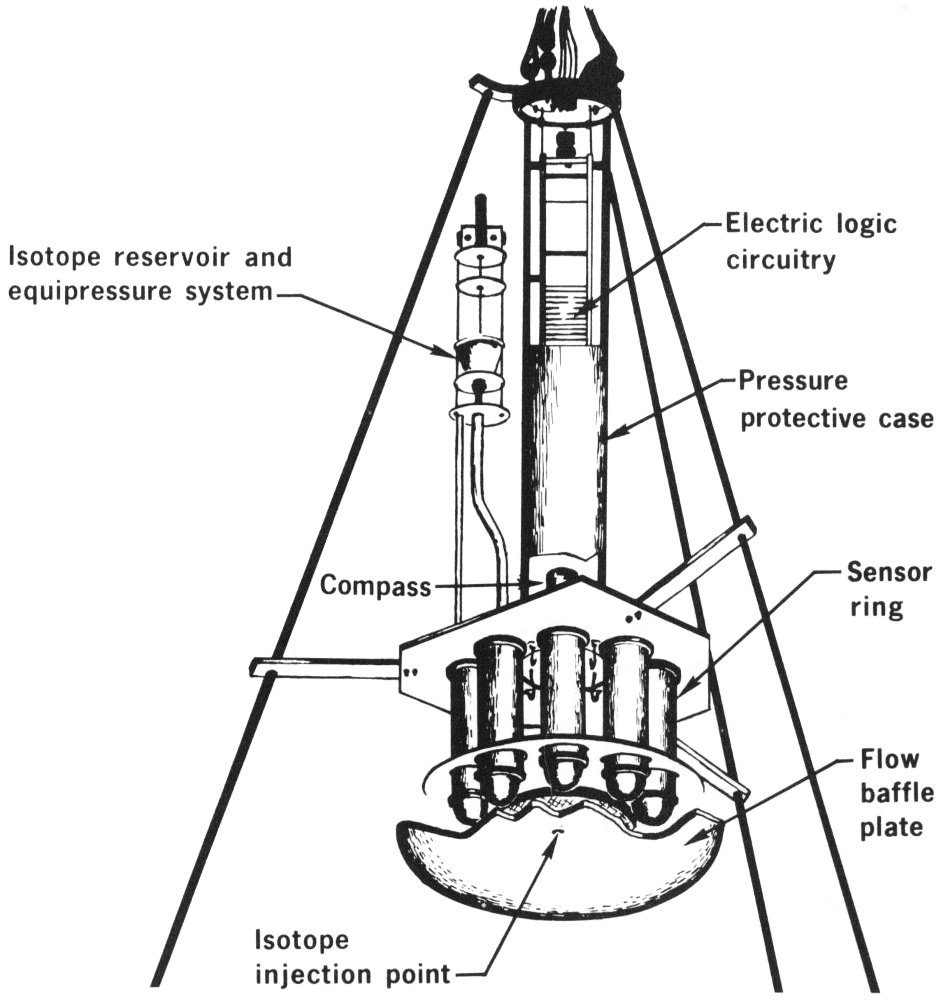 Electric logic
circuitry
Isotope reservoir and
equipressure system
Pressure
protective case
Compass
Sensor
ring
Flow
baffle
plate
Isotope
injection point